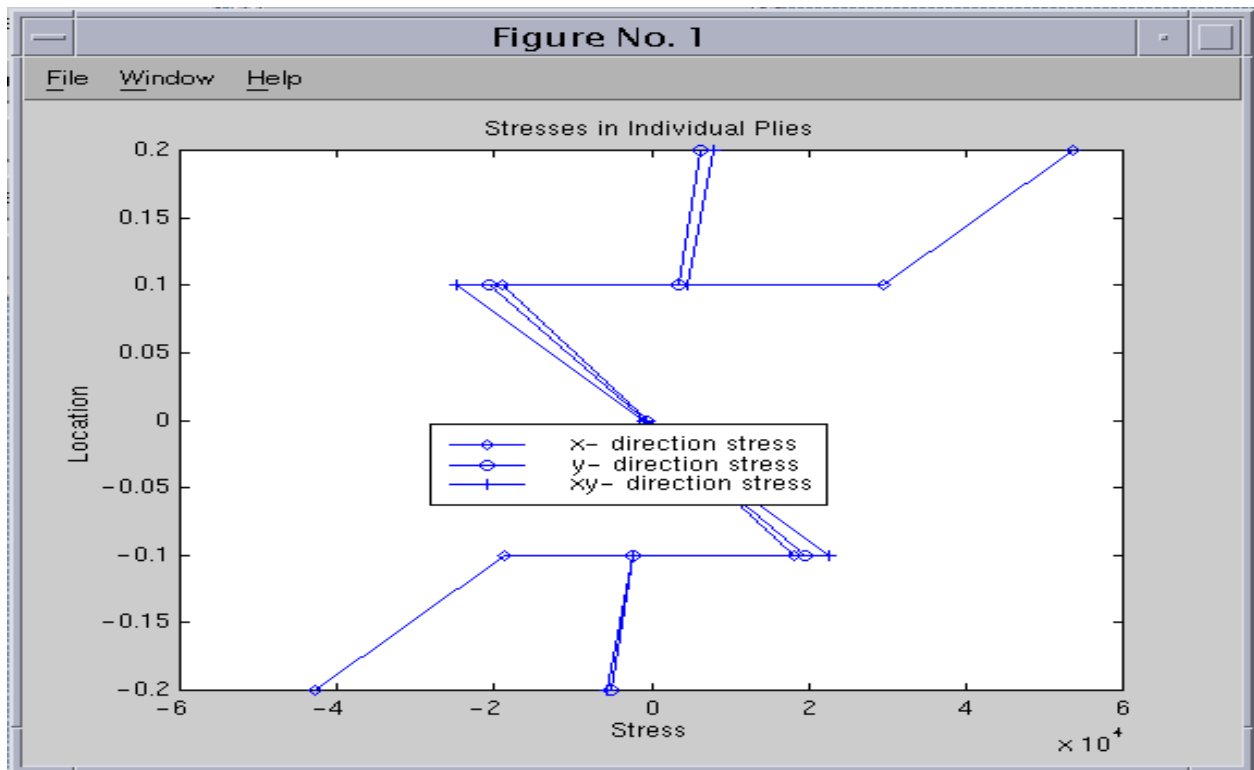 Figure No. 1
File Window Help
Stresses in Individual Plies
0.2
0.15
0.1
0.05
0
-0.05
-0.1
-0.15
-0.2
Location
x- direction stress
y- direction stress
xy- direction stress
-6 -4 -2 0 2 4 6
Stress
x 10^4